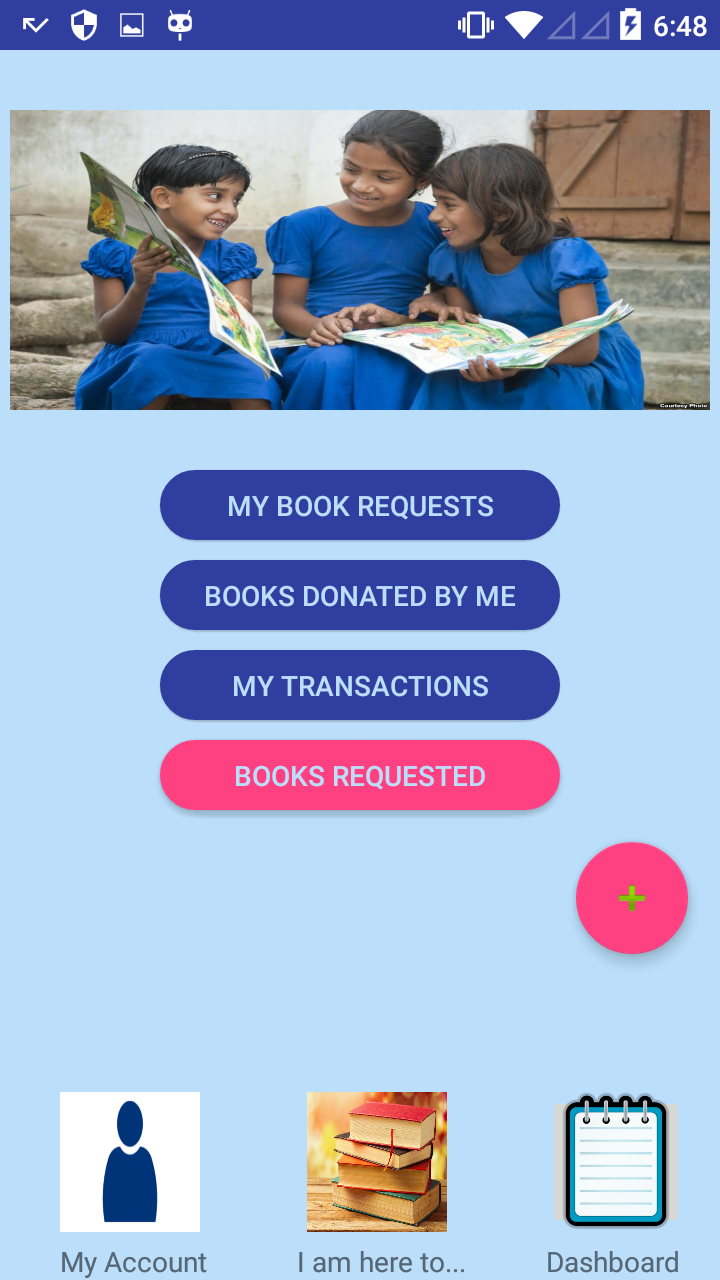 6:48
Courtesy Photo
MY BOOK REQUESTS
BOOKS DONATED BY ME
MY TRANSACTIONS
BOOKS REQUESTED
My Account
I am here to...
Dashboard